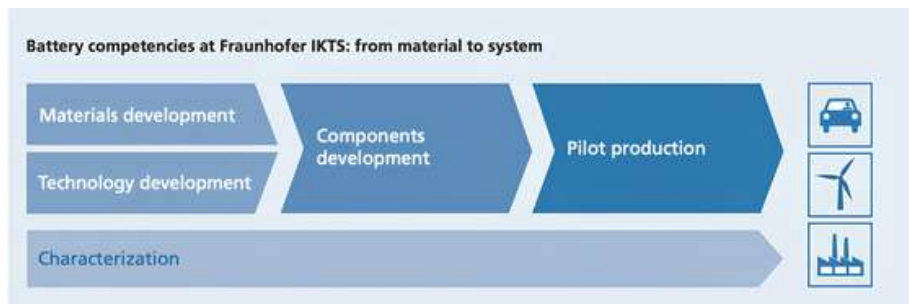 Battery competencies at Fraunhofer IKTS: from material to system
Materials development
Technology development
Components
development
Pilot production
Characterization